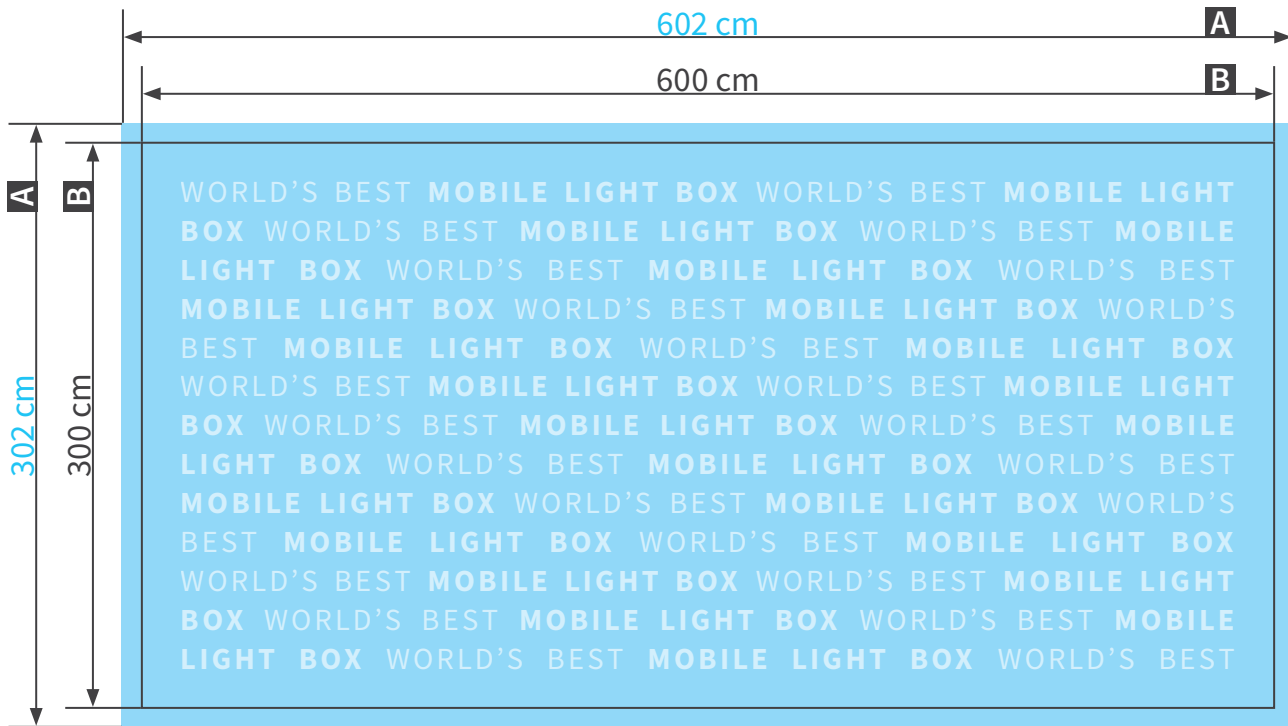 602 cm A
600 cm B
A B
302 cm 300 cm
WORLD’S BEST MOBILE LIGHT BOX WORLD’S BEST MOBILE LIGHT
BOX WORLD’S BEST MOBILE LIGHT BOX WORLD’S BEST MOBILE
LIGHT BOX WORLD’S BEST MOBILE LIGHT BOX WORLD’S BEST
MOBILE LIGHT BOX WORLD’S BEST MOBILE LIGHT BOX WORLD’S
BEST MOBILE LIGHT BOX WORLD’S BEST MOBILE LIGHT BOX
WORLD’S BEST MOBILE LIGHT BOX WORLD’S BEST MOBILE LIGHT
BOX WORLD’S BEST MOBILE LIGHT BOX WORLD’S BEST MOBILE
LIGHT BOX WORLD’S BEST MOBILE LIGHT BOX WORLD’S BEST
MOBILE LIGHT BOX WORLD’S BEST MOBILE LIGHT BOX WORLD’S
BEST MOBILE LIGHT BOX WORLD’S BEST MOBILE LIGHT BOX
WORLD’S BEST MOBILE LIGHT BOX WORLD’S BEST MOBILE LIGHT
BOX WORLD’S BEST MOBILE LIGHT BOX WORLD’S BEST MOBILE
LIGHT BOX WORLD’S BEST MOBILE LIGHT BOX WORLD’S BEST